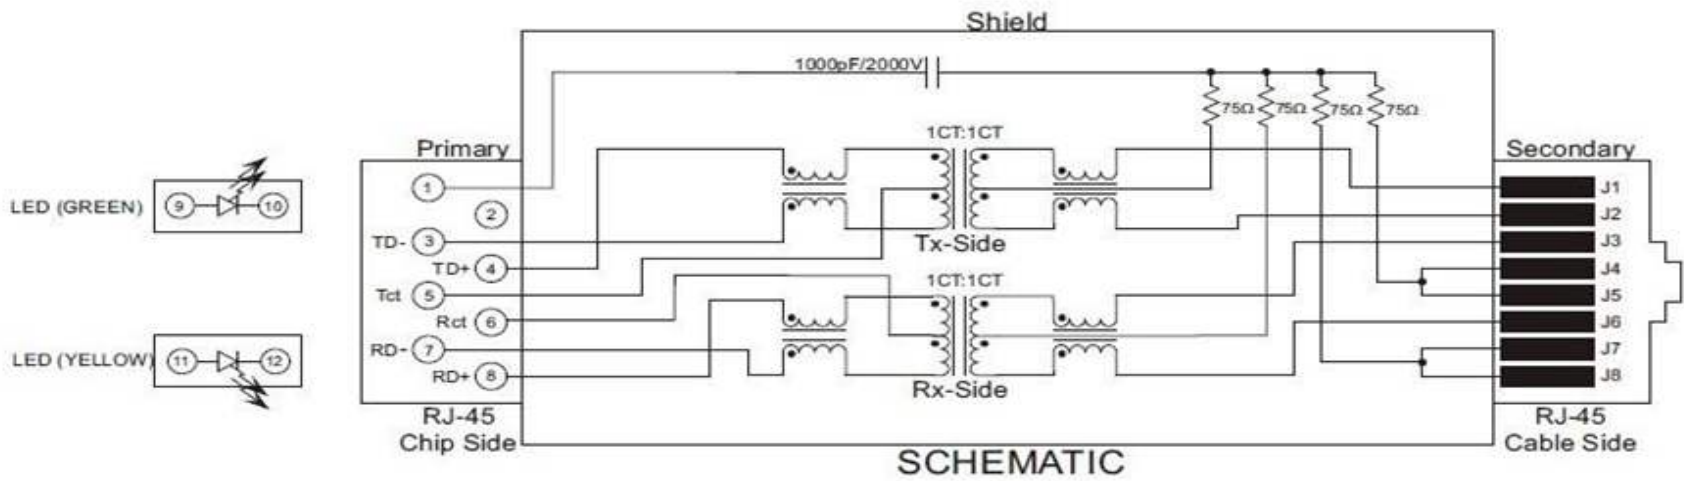 Shield
1000pF/2000V
75Ω 75Ω 75Ω 75Ω
Primary
1CT:1CT
Secondary
1
J1
LED (GREEN)
9
10
2
J2
TD- 3
Tx-Side
J3
TD+ 4
J4
1CT:1CT
Tct 5
J5
Rct 6
J6
RD- 7
J7
LED (YELLOW)
11
12
RD+ 8
J8
Rx-Side
RJ-45
Chip Side
RJ-45
Cable Side
SCHEMATIC